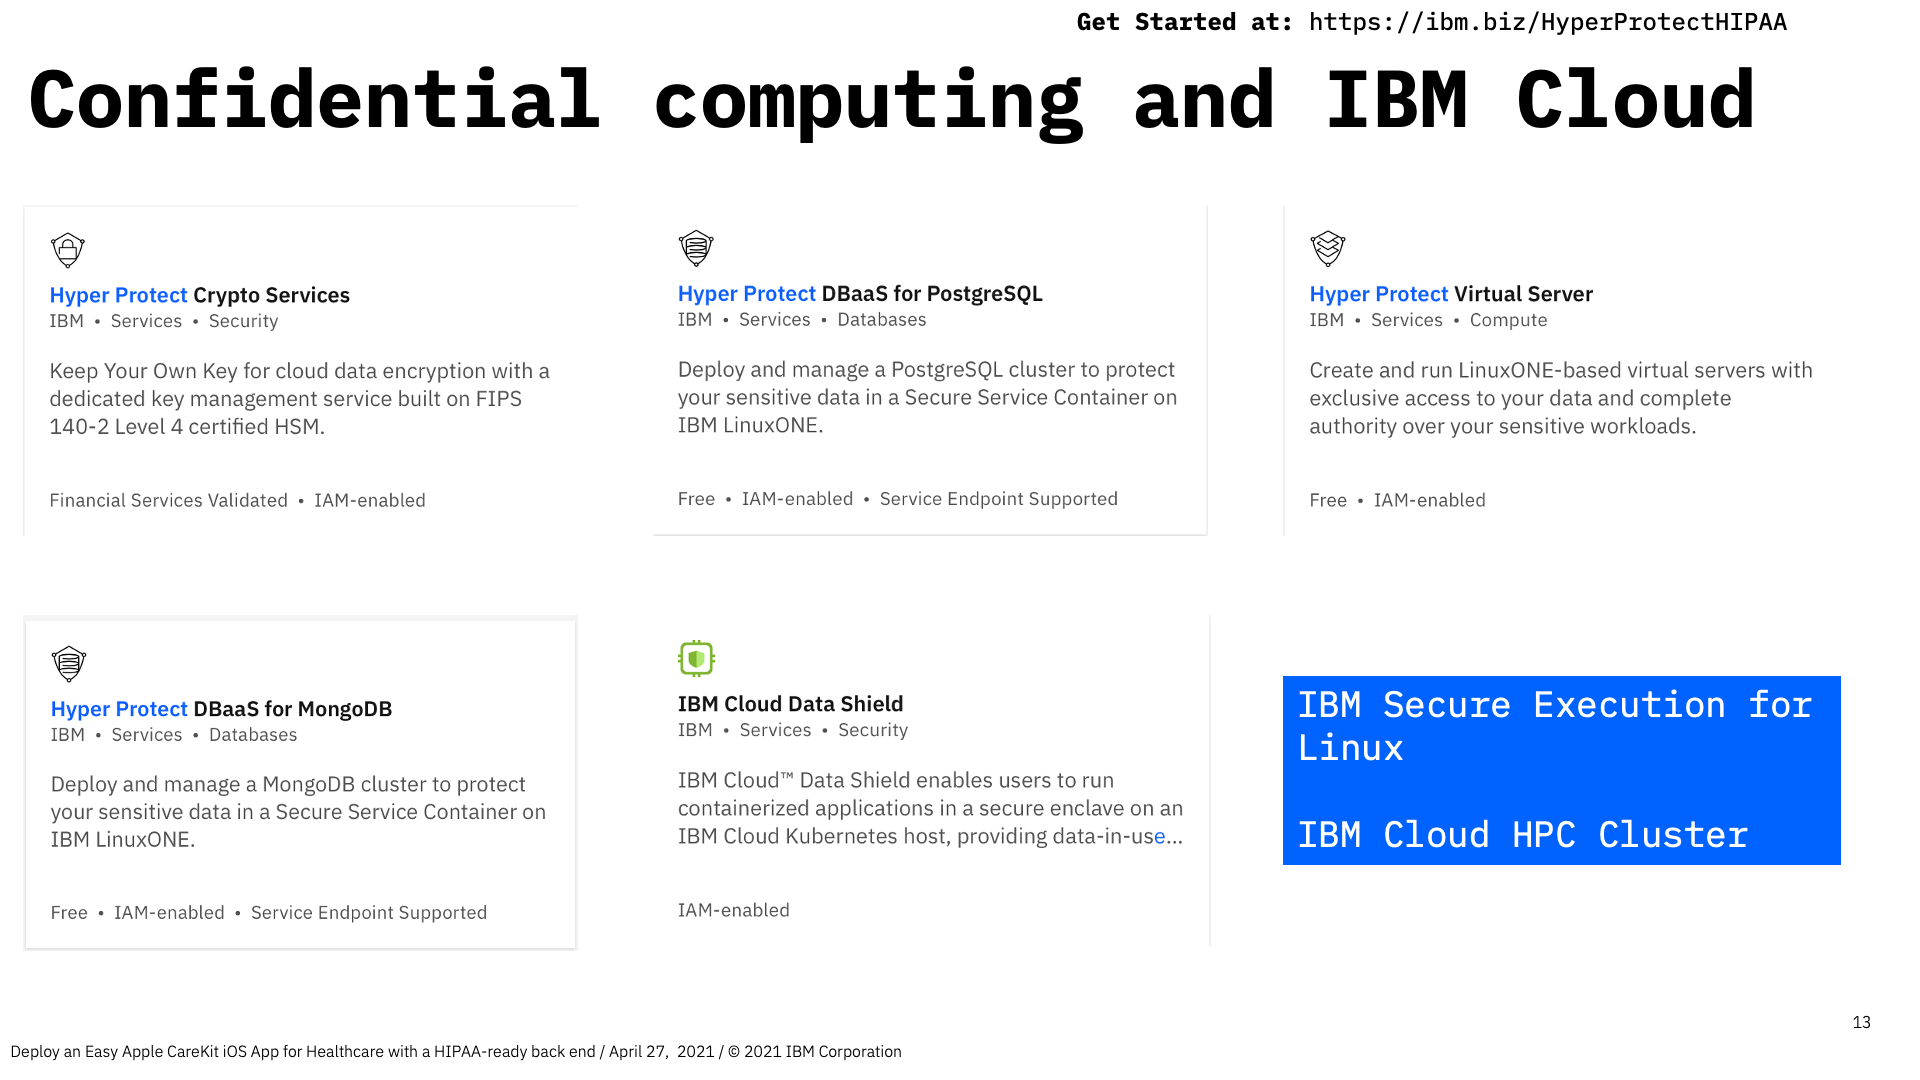 Get Started at: https://ibm.biz/HyperProtectHIPAA
Confidential computing and IBM Cloud
Hyper Protect Crypto Services
IBM • Services • Security
Keep Your Own Key for cloud data encryption with a
dedicated key management service built on FIPS
140-2 Level 4 certified HSM.
Financial Services Validated • IAM-enabled
Hyper Protect DBaaS for PostgreSQL
IBM • Services • Databases
Deploy and manage a PostgreSQL cluster to protect
your sensitive data in a Secure Service Container on
IBM LinuxONE.
Free • IAM-enabled • Service Endpoint Supported
Hyper Protect Virtual Server
IBM • Services • Compute
Create and run LinuxONE-based virtual servers with
exclusive access to your data and complete
authority over your sensitive workloads.
Free • IAM-enabled
Hyper Protect DBaaS for MongoDB
IBM • Services • Databases
Deploy and manage a MongoDB cluster to protect
your sensitive data in a Secure Service Container on
IBM LinuxONE.
Free • IAM-enabled • Service Endpoint Supported
IBM Cloud Data Shield
IBM • Services • Security
IBM Cloud™ Data Shield enables users to run
containerized applications in a secure enclave on an
IBM Cloud Kubernetes host, providing data-in-use...
IAM-enabled
IBM Secure Execution for
Linux
IBM Cloud HPC Cluster
13
Deploy an Easy Apple CareKit iOS App for Healthcare with a HIPAA-ready back end / April 27, 2021 / © 2021 IBM Corporation